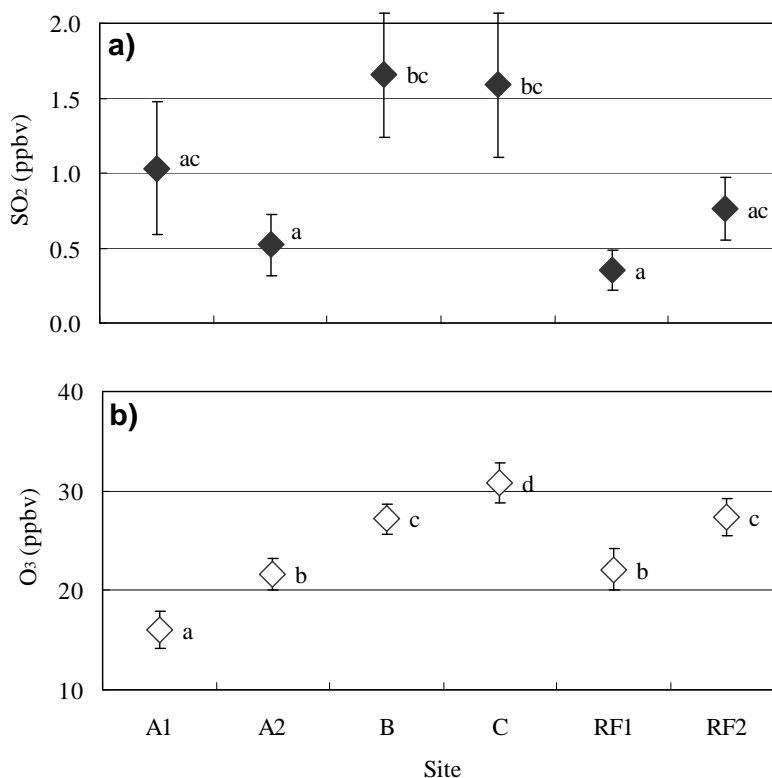 a)
SO2 (ppbv)
2.0
1.5
1.0
0.5
0.0
ac
a
bc
bc
a
ac
b)
O3 (ppbv)
40
30
20
10
a
b
c
d
b
c
A1 A2 B C RF1 RF2
Site